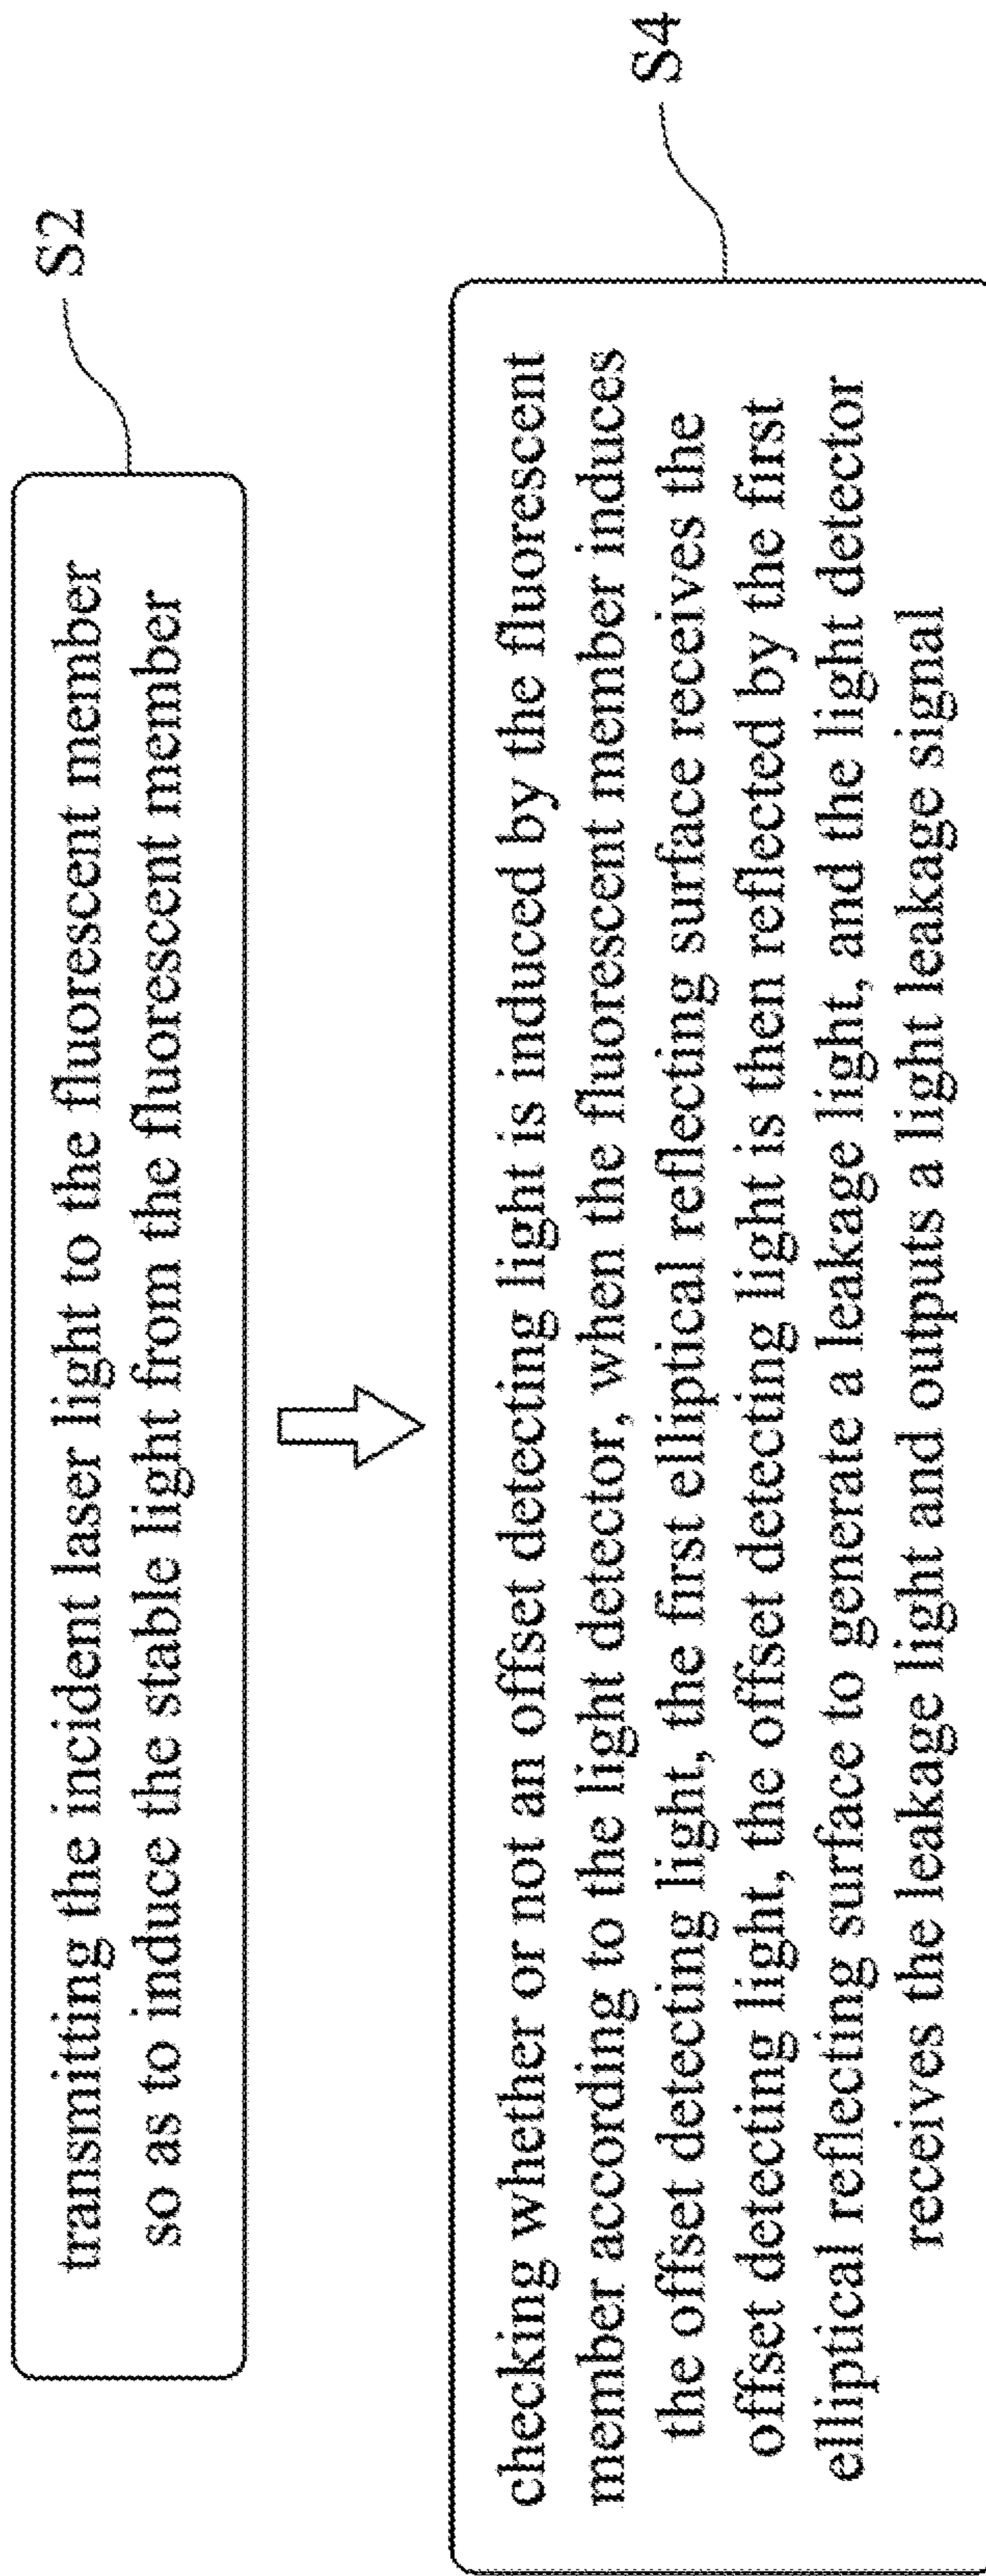 transmitting the incident laser light to the fluorescent member
so as to induce the stable light from the fluorescent member
S2
checking whether or not an offset detecting light is induced by the fluorescent
member according to the light detector, when the fluorescent member induces
the offset detecting light, the first elliptical reflecting surface receives the
offset detecting light, the offset detecting light is then reflected by the first
elliptical reflecting surface to generate a leakage light, and the light detector
receives the leakage light and outputs a light leakage signal
S4